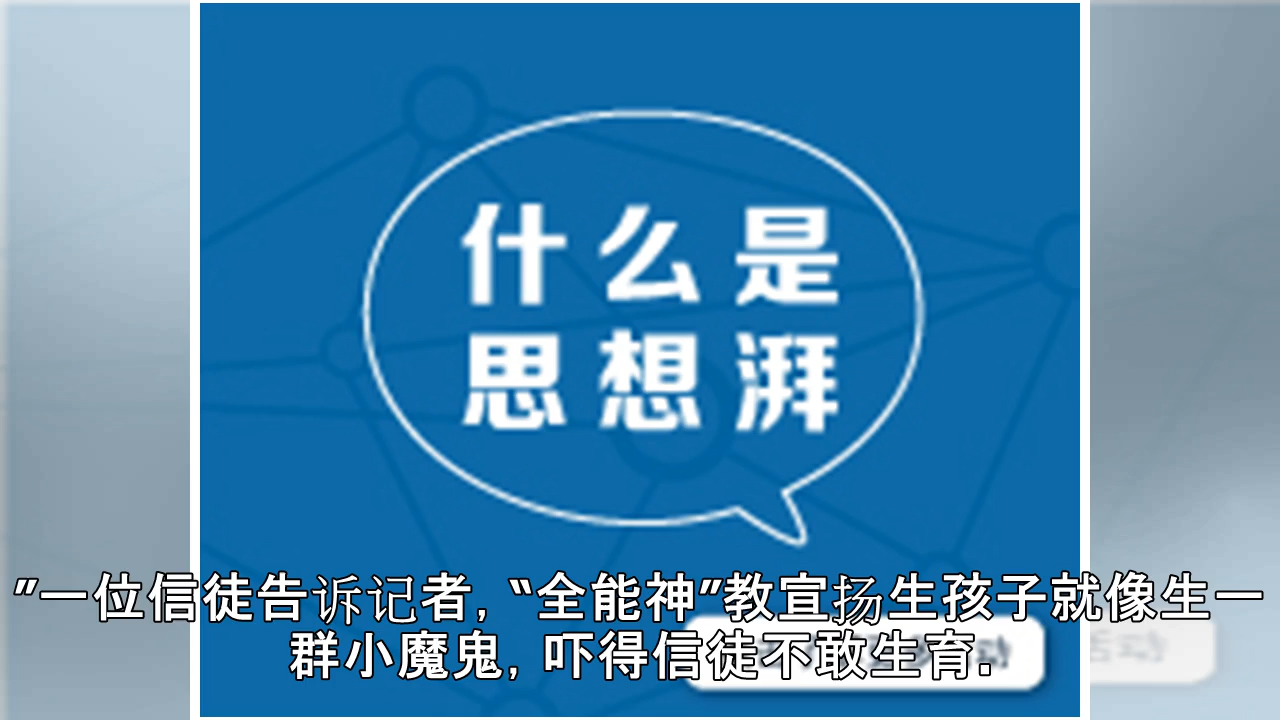 什么是
思想湃
"一位信徒告诉记者, “全能神"教宣扬生孩子就像生一
群小魔鬼, 吓得信徒不敢生育.